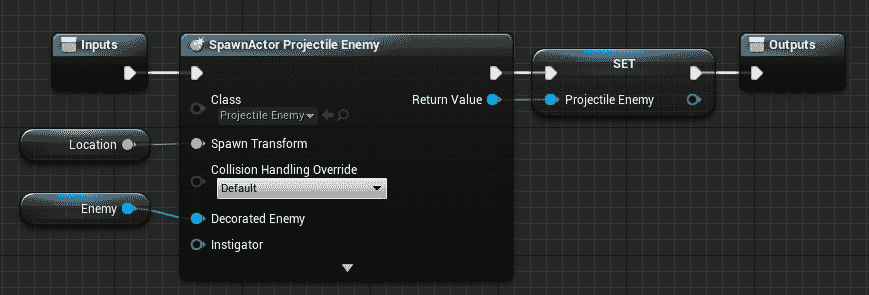 Inputs
SpawnActor Projectile Enemy
SET
Outputs
Class
Projectile Enemy
Return Value
Projectile Enemy
Location
Spawn Transform
Collision Handling Override
Default
Enemy
Decorated Enemy
Instigator